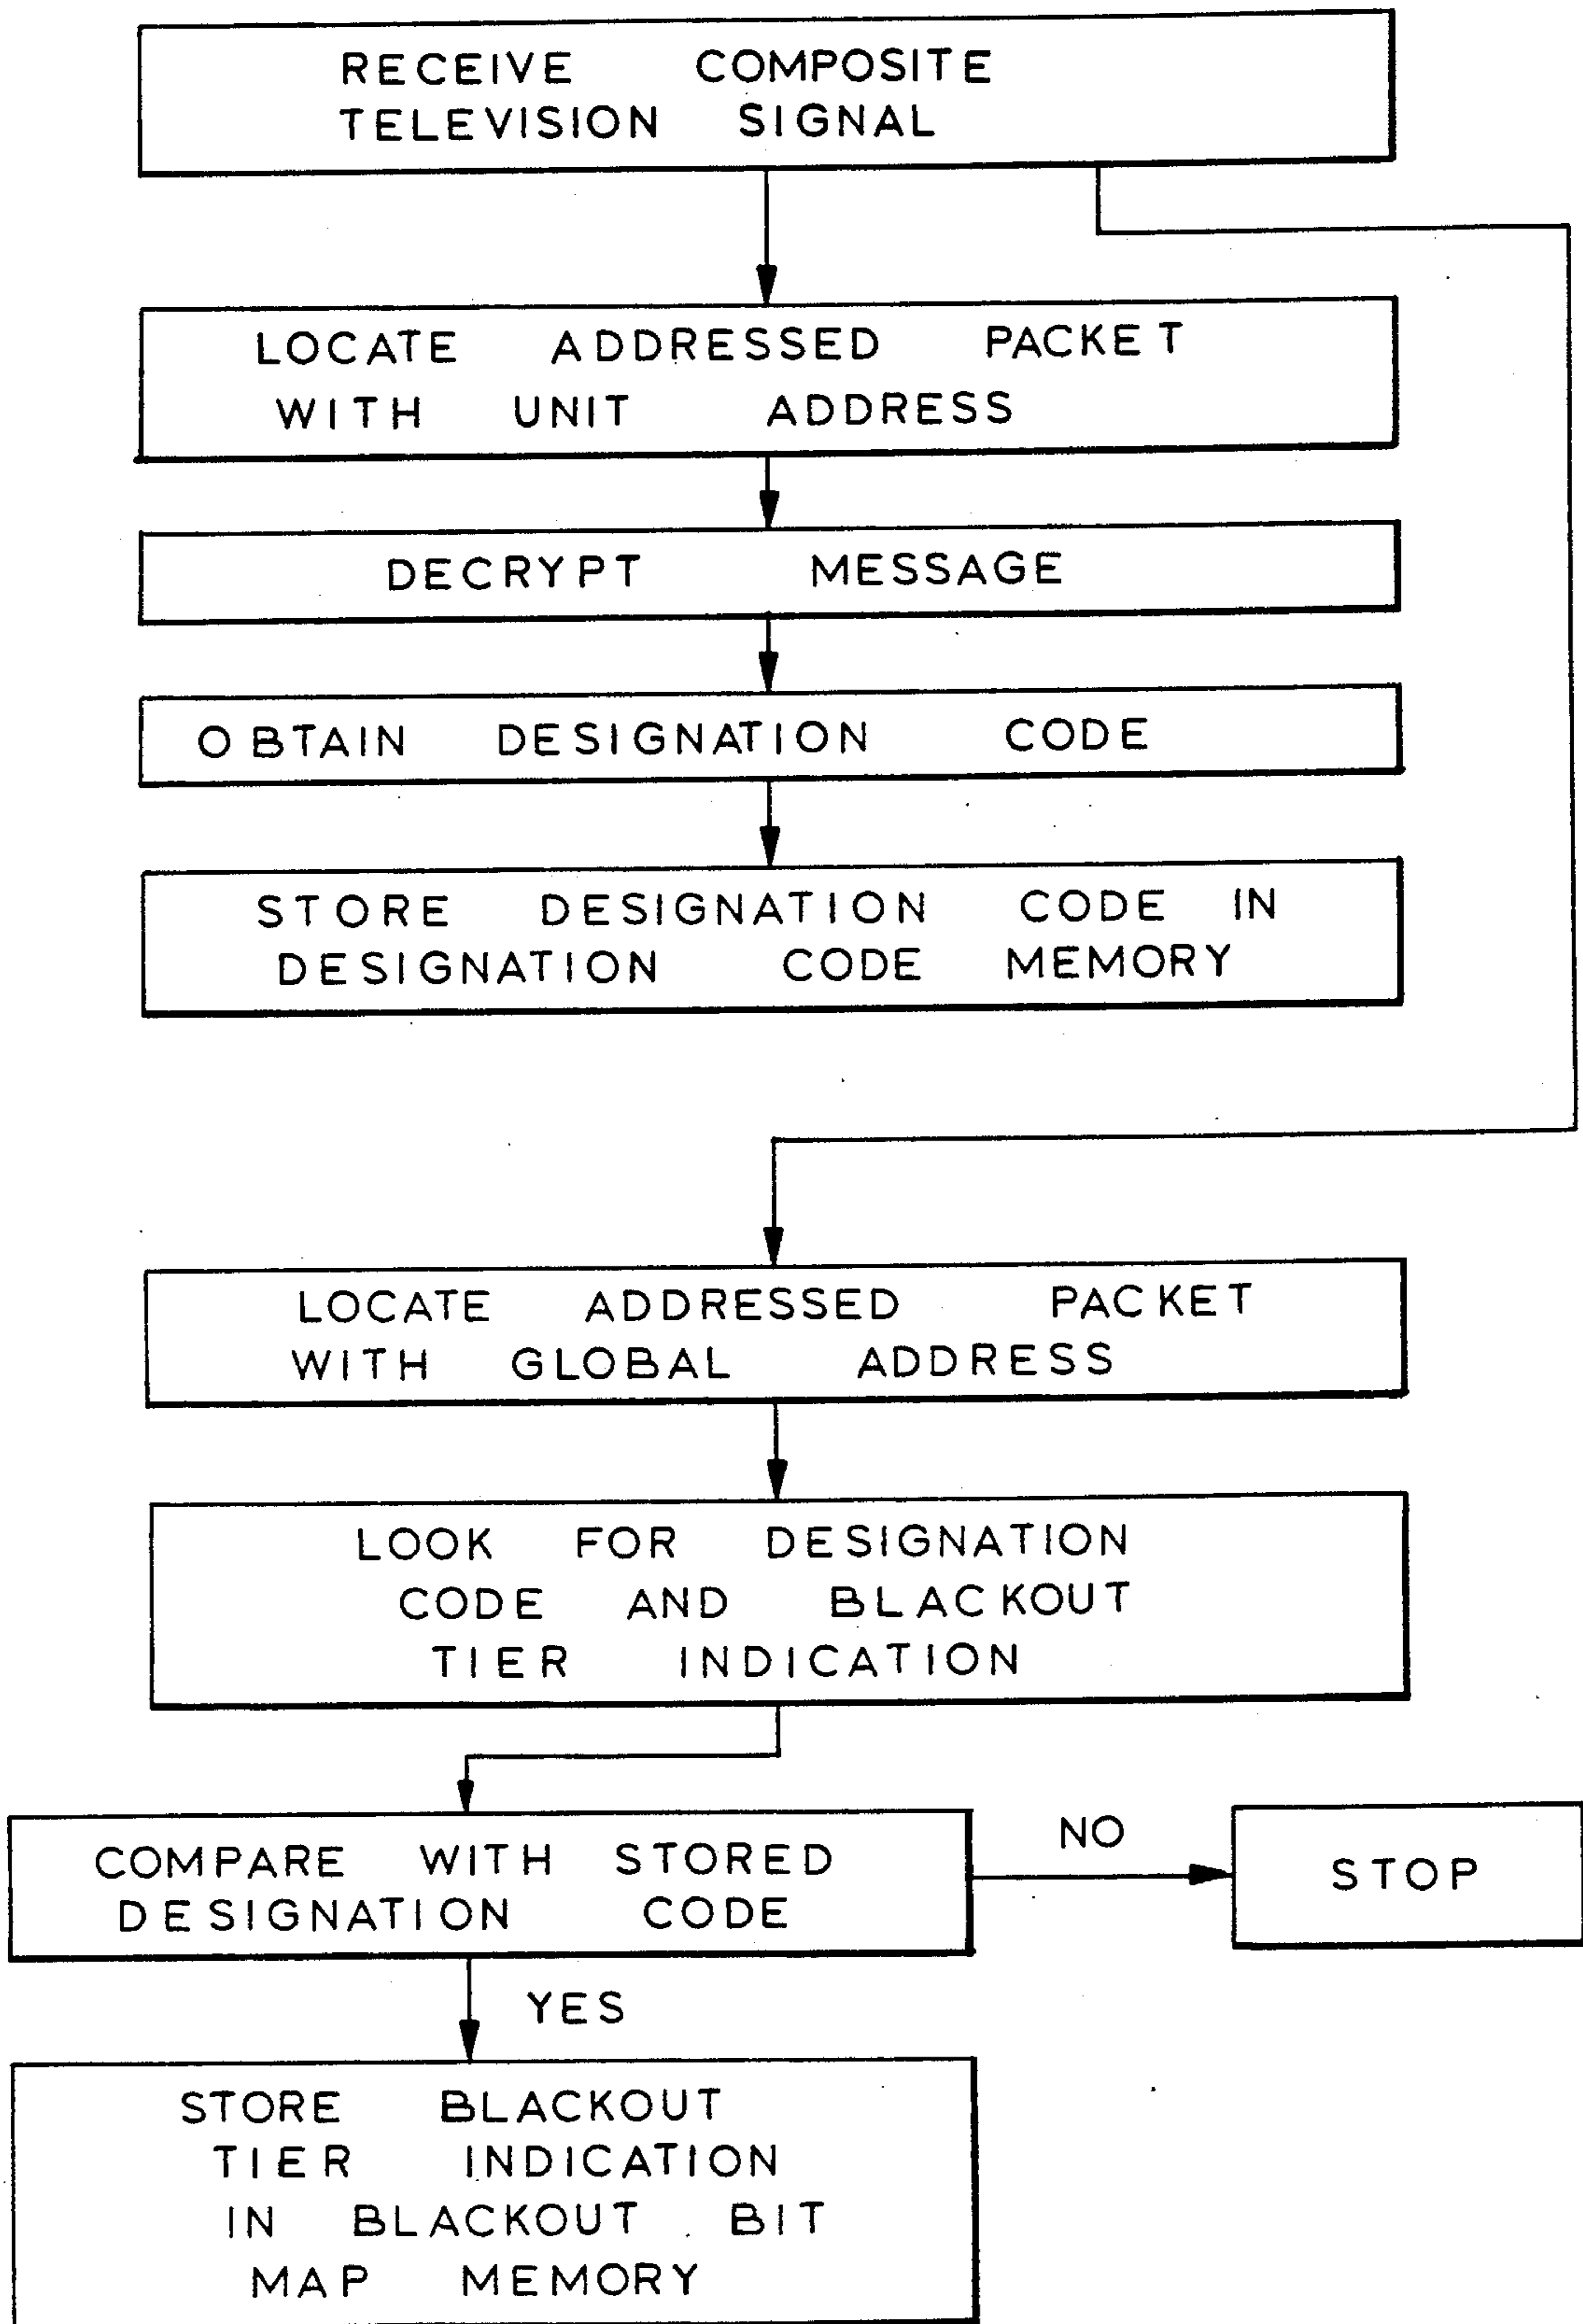 RECEIVE COMPOSITE
TELEVISION SIGNAL
LOCATE ADDRESSED PACKET
WITH UNIT ADDRESS
DECRYPT MESSAGE
OBTAIN DESIGNATION CODE
STORE DESIGNATION CODE IN
DESIGNATION CODE MEMORY
LOCATE ADDRESSED PACKET
WITH GLOBAL ADDRESS
LOOK FOR DESIGNATION
CODE AND BLACKOUT
TIER INDICATION
COMPARE WITH STORED
DESIGNATION CODE
NO
STOP
YES
STORE BLACKOUT
TIER INDICATION
IN BLACKOUT BIT
MAP MEMORY